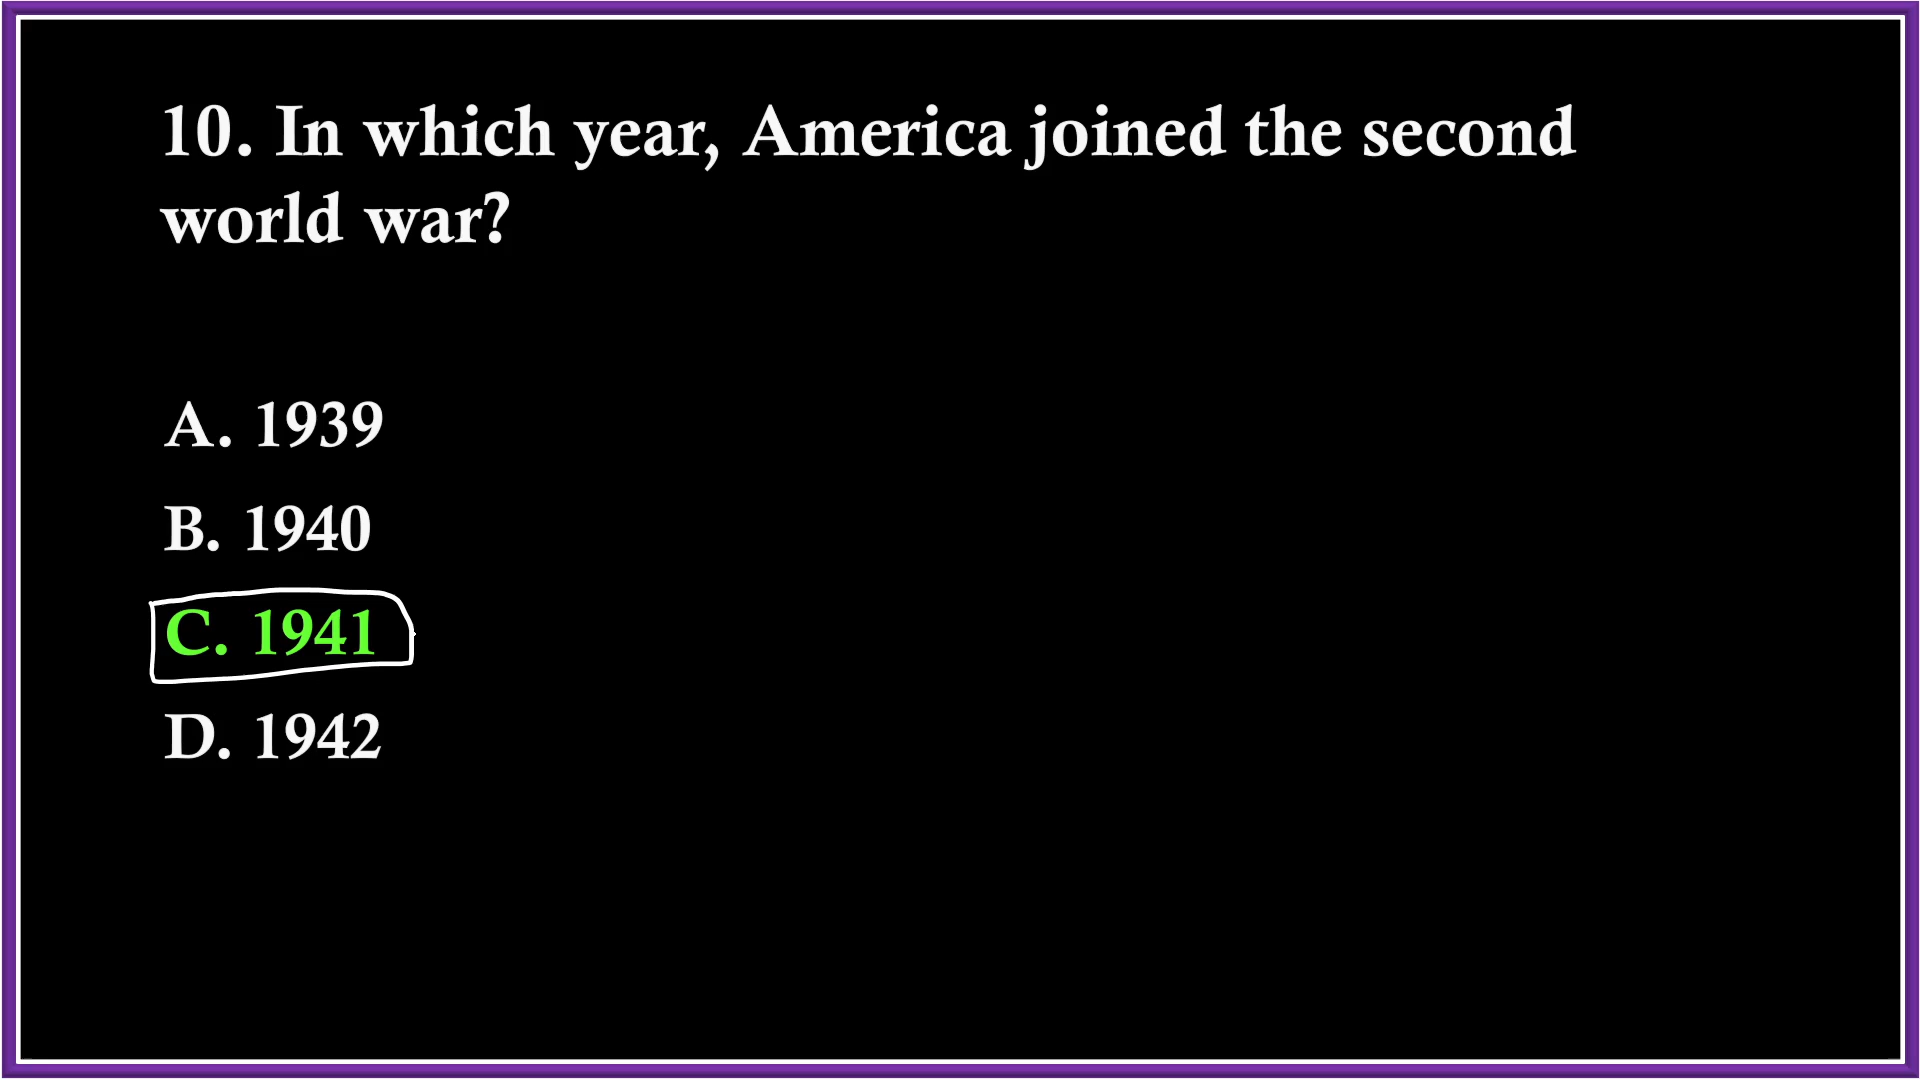 10. In which year, America joined the second
world war?
A. 1939
B. 1940
C. 1941
D. 1942